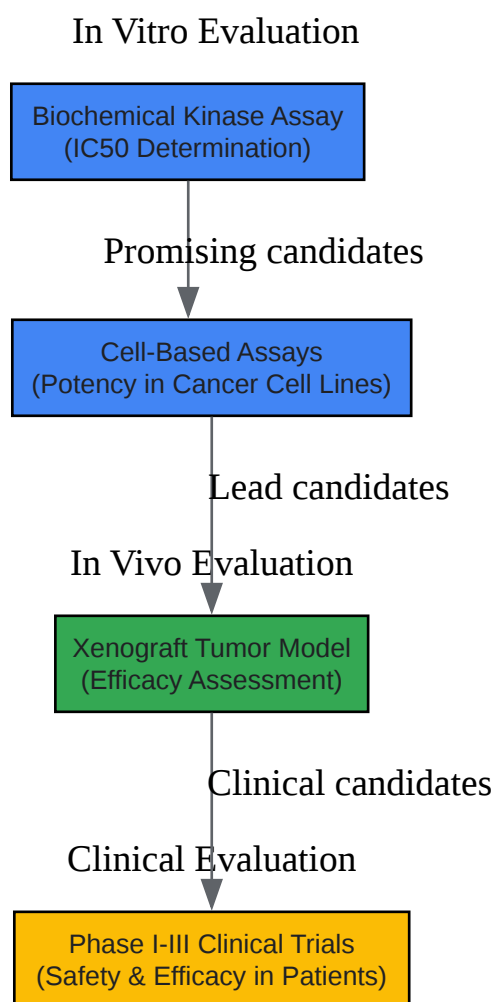 In Vitro Evaluation
Biochemical Kinase Assay
(IC50 Determination)
Promising candidates
Cell-Based Assays
(Potency in Cancer Cell Lines)
Lead candidates
In Vivo Evaluation
Xenograft Tumor Model
(Efficacy Assessment)
Clinical candidates
Clinical Evaluation
Phase I-III Clinical Trials
(Safety & Efficacy in Patients)